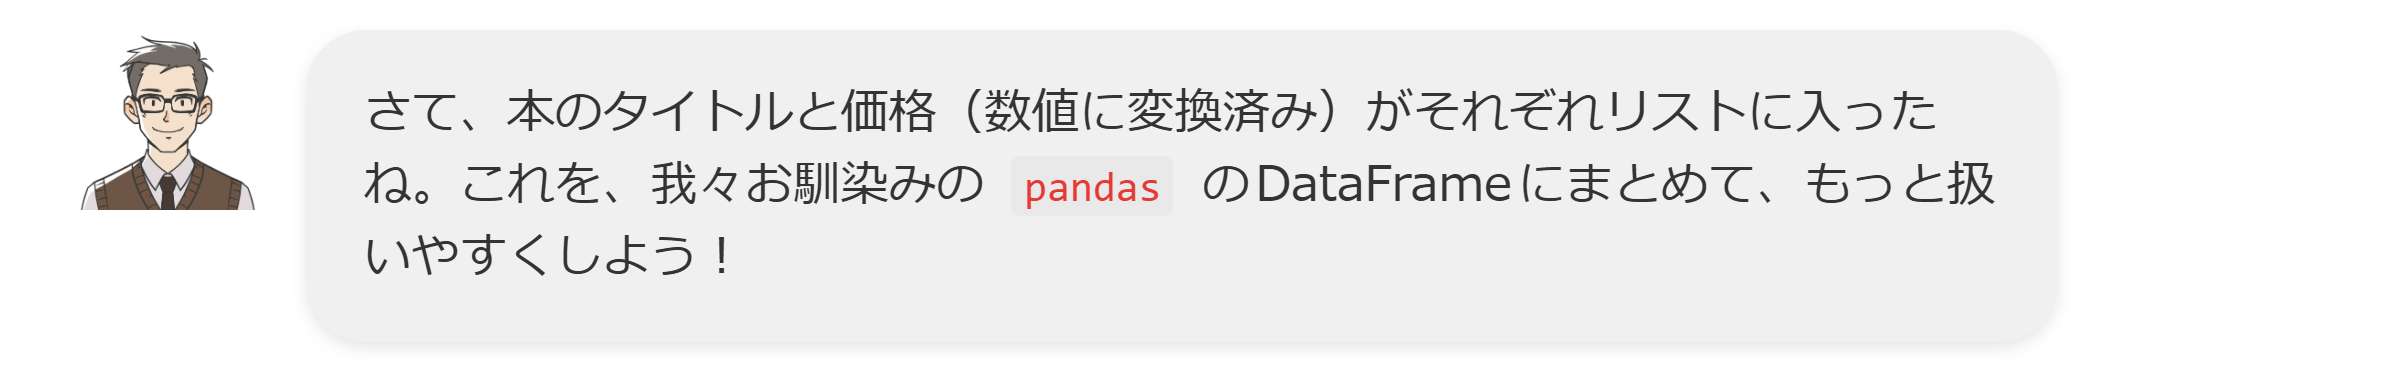 さて、本のタイトルと価格（数値に変換済み）がそれぞれリストに入った
ね。これを、我々お馴染みの pandas のDataFrameにまとめて、もっと扱
いやすくしよう！